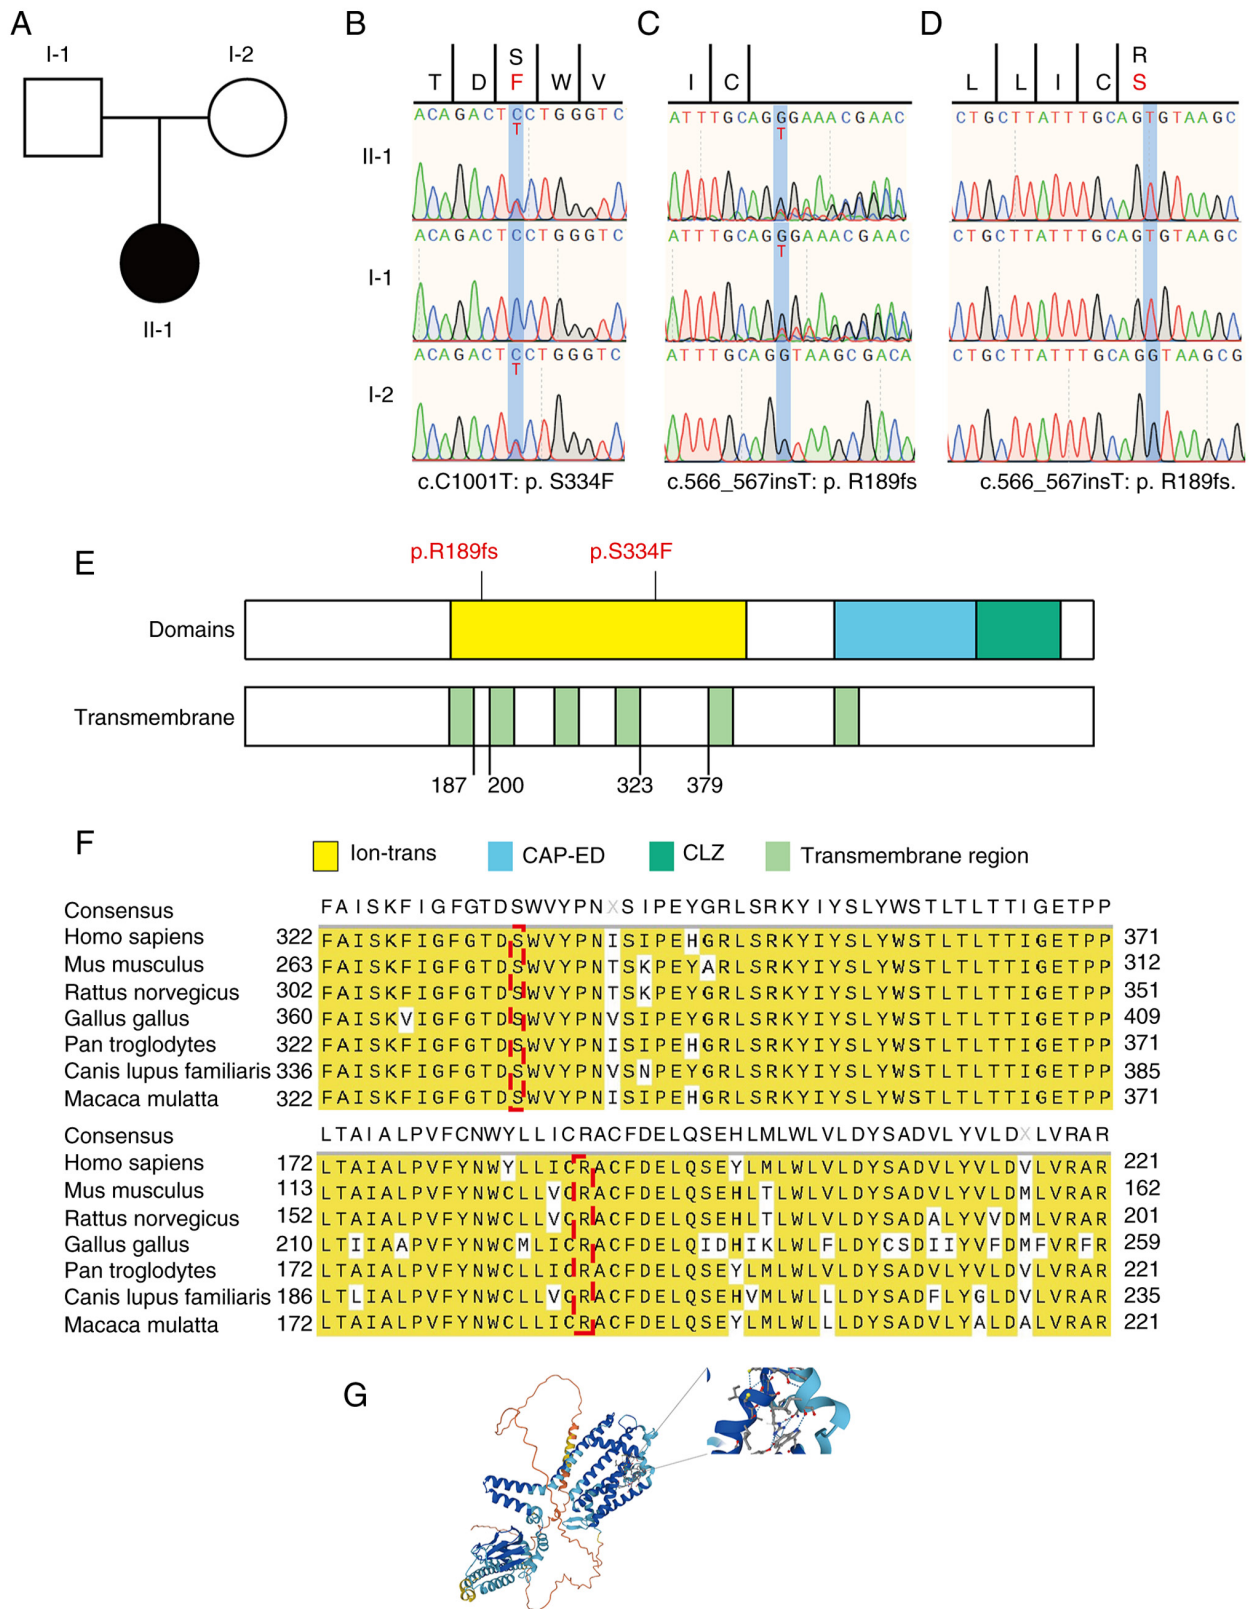 A
I-1
I-2
II-1
B
S
T D F W V
ACAGACTCCTGGGTC
T
II-1
ACAGACTCCTGGGTC
I-1
ACAGACTCCTGGGTC
T
I-2
c.C1001T: p. S334F
C
I C
ATTTGCAGGGAAACGAAC
T
ATTTGCAGGGAAACGAAC
T
ATTTGCAGGTAAGCGACA
c.566_567insT: p. R189fs
D
R
L L I C S
CTGCTTATTTGCAGTGTAAGC
CTGCTTATTTGCAGTGTAAGC
CTGCTTATTTGCAGGTAAGCG
c.566_567insT: p. R189fs.
E
p.R189fs
p.S334F
Domains
Transmembrane
187 200 323 379
F
Ion-trans CAP-ED CLZ Transmembrane region
Consensus FAISKFIGFGTDSWVYPNXSIPEYGRLSRKYIYSLYWSTLTLTTIGETPP
Homo sapiens 322 FAISKFIGFGTDSWVYPNISIPEHGRLSRKYIYSLYWSTLTLTTIGETPP 371
Mus musculus 263 FAISKFIGFGTDSWVYPNTSKPEYARLSRKYIYSLYWSTLTLTTIGETPP 312
Rattus norvegicus 302 FAISKFIGFGTDSWVYPNTSKPEYGRLSRKYIYSLYWSTLTLTTIGETPP 351
Gallus gallus 360 FAISKVIGFGTDSWVYPNVSIPEYGRLSRKYIYSLYWSTLTLTTIGETPP 409
Pan troglodytes 322 FAISKFIGFGTDSWVYPNISIPEHGRLSRKYIYSLYWSTLTLTTIGETPP 371
Canis lupus familiaris 336 FAISKFIGFGTDSWVYPNVSNPEYGRLSRKYIYSLYWSTLTLTTIGETPP 385
Macaca mulatta 322 FAISKFIGFGTDSWVYPNISIPEHGRLSRKYIYSLYWSTLTLTTIGETPP 371
Consensus LTAIALPVFCNWYLLICRACFDELQSEHLMLWLVLDYSADVLYVLDXLVRAR
Homo sapiens 172 LTAIALPVFYNWYLLICRACFDELQSEYLMLWLVLDYSADVLYVLDVLVRAR 221
Mus musculus 113 LTAIALPVFYNWCLLVCRACFDELQSEHLTLWLVLDYSADVLYVLDMLVRAR 162
Rattus norvegicus 152 LTAIALPVFYNWCLLVCRACFDELQSEHLTLWLVLDYSADALYVVDMLVRAR 201
Gallus gallus 210 LTIIAAPVFYNWCMLICRACFDELQIDHIKLWLFLDYCSDIIYVFDMFVRFR 259
Pan troglodytes 172 LTAIALPVFYNWCLLICRACFDELQSEYLMLWLVLDYSADVLYVLDVLVRAR 221
Canis lupus familiaris 186 LTLIALPVFYNWCLLVCRACFDELQSEHVMLWLLLDYSADFLYGLDVLVRAR 235
Macaca mulatta 172 LTAIALPVFYNWCLLICRACFDELQSEYLMLWLLLDYSADVLYALDALVRAR 221
G